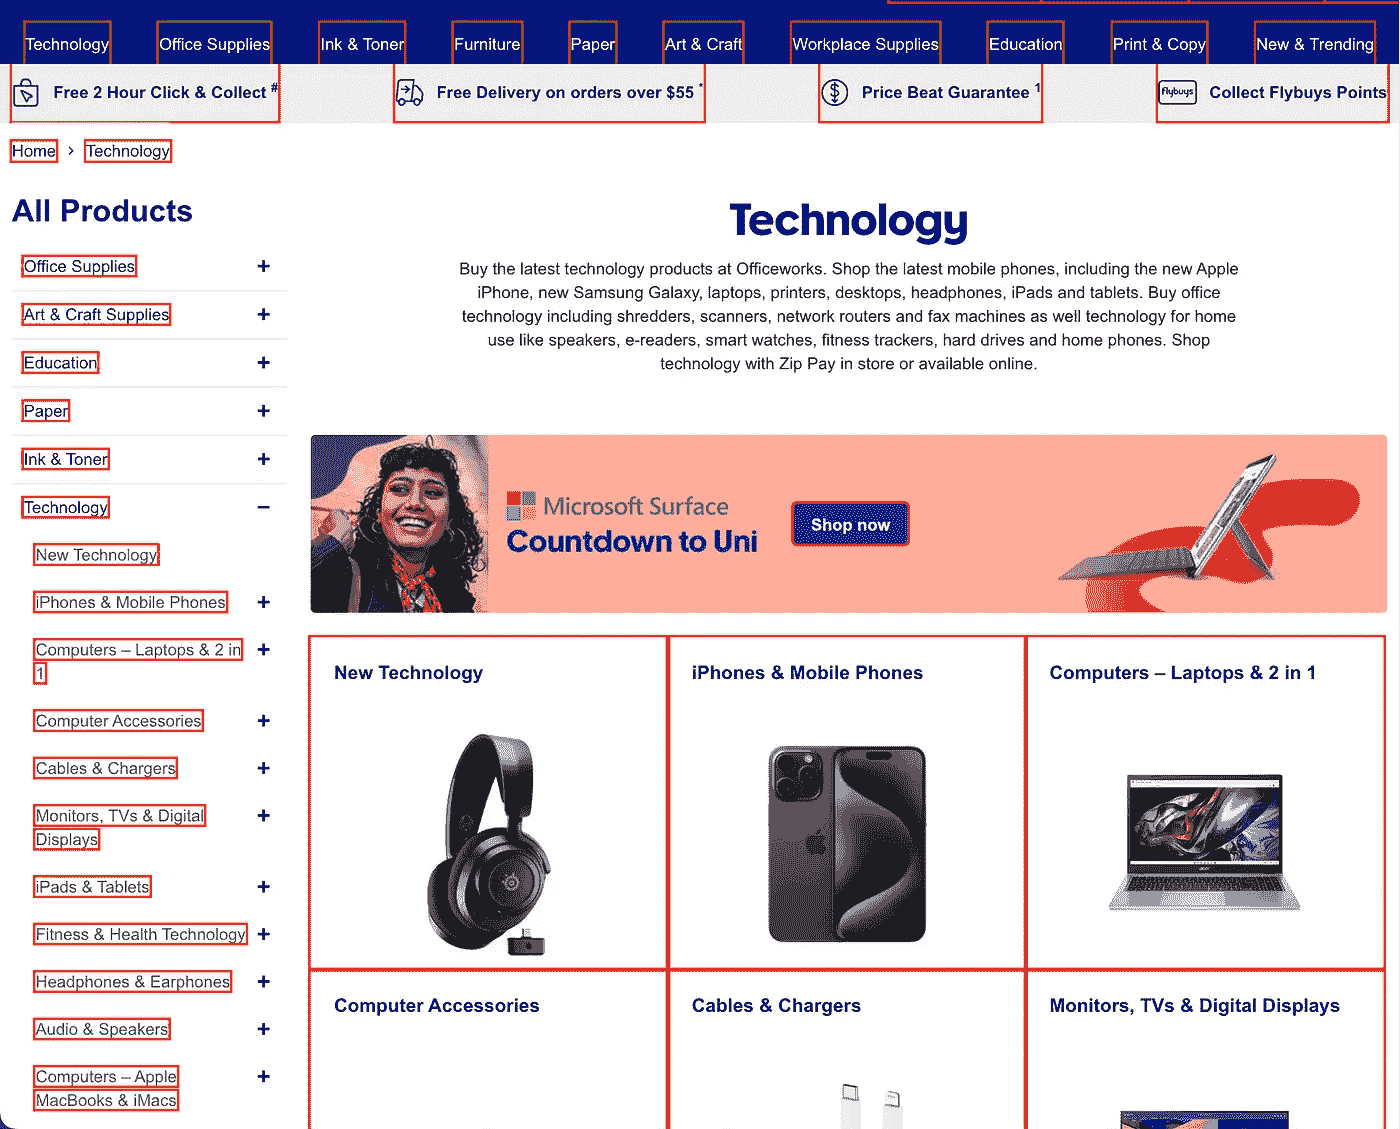 Technology Office Supplies Ink & Toner Furniture Paper Art & Craft Workplace Supplies Education Print & Copy New & Trending
Free 2 Hour Click & Collect # Free Delivery on orders over $55 * Price Beat Guarantee 1 flybuys Collect Flybuys Points
Home > Technology
All Products
Office Supplies +
Art & Craft Supplies +
Education +
Paper +
Ink & Toner +
Technology −
New Technology
iPhones & Mobile Phones +
Computers – Laptops & 2 in +
1
Computer Accessories +
Cables & Chargers +
Monitors, TVs & Digital +
Displays
iPads & Tablets +
Fitness & Health Technology +
Headphones & Earphones +
Audio & Speakers +
Computers – Apple +
MacBooks & iMacs
Technology
Buy the latest technology products at Officeworks. Shop the latest mobile phones, including the new Apple
iPhone, new Samsung Galaxy, laptops, printers, desktops, headphones, iPads and tablets. Buy office
technology including shredders, scanners, network routers and fax machines as well technology for home
use like speakers, e-readers, smart watches, fitness trackers, hard drives and home phones. Shop
technology with Zip Pay in store or available online.
Microsoft Surface
Countdown to Uni
Shop now
New Technology
iPhones & Mobile Phones
Computers – Laptops & 2 in 1
Computer Accessories
Cables & Chargers
Monitors, TVs & Digital Displays